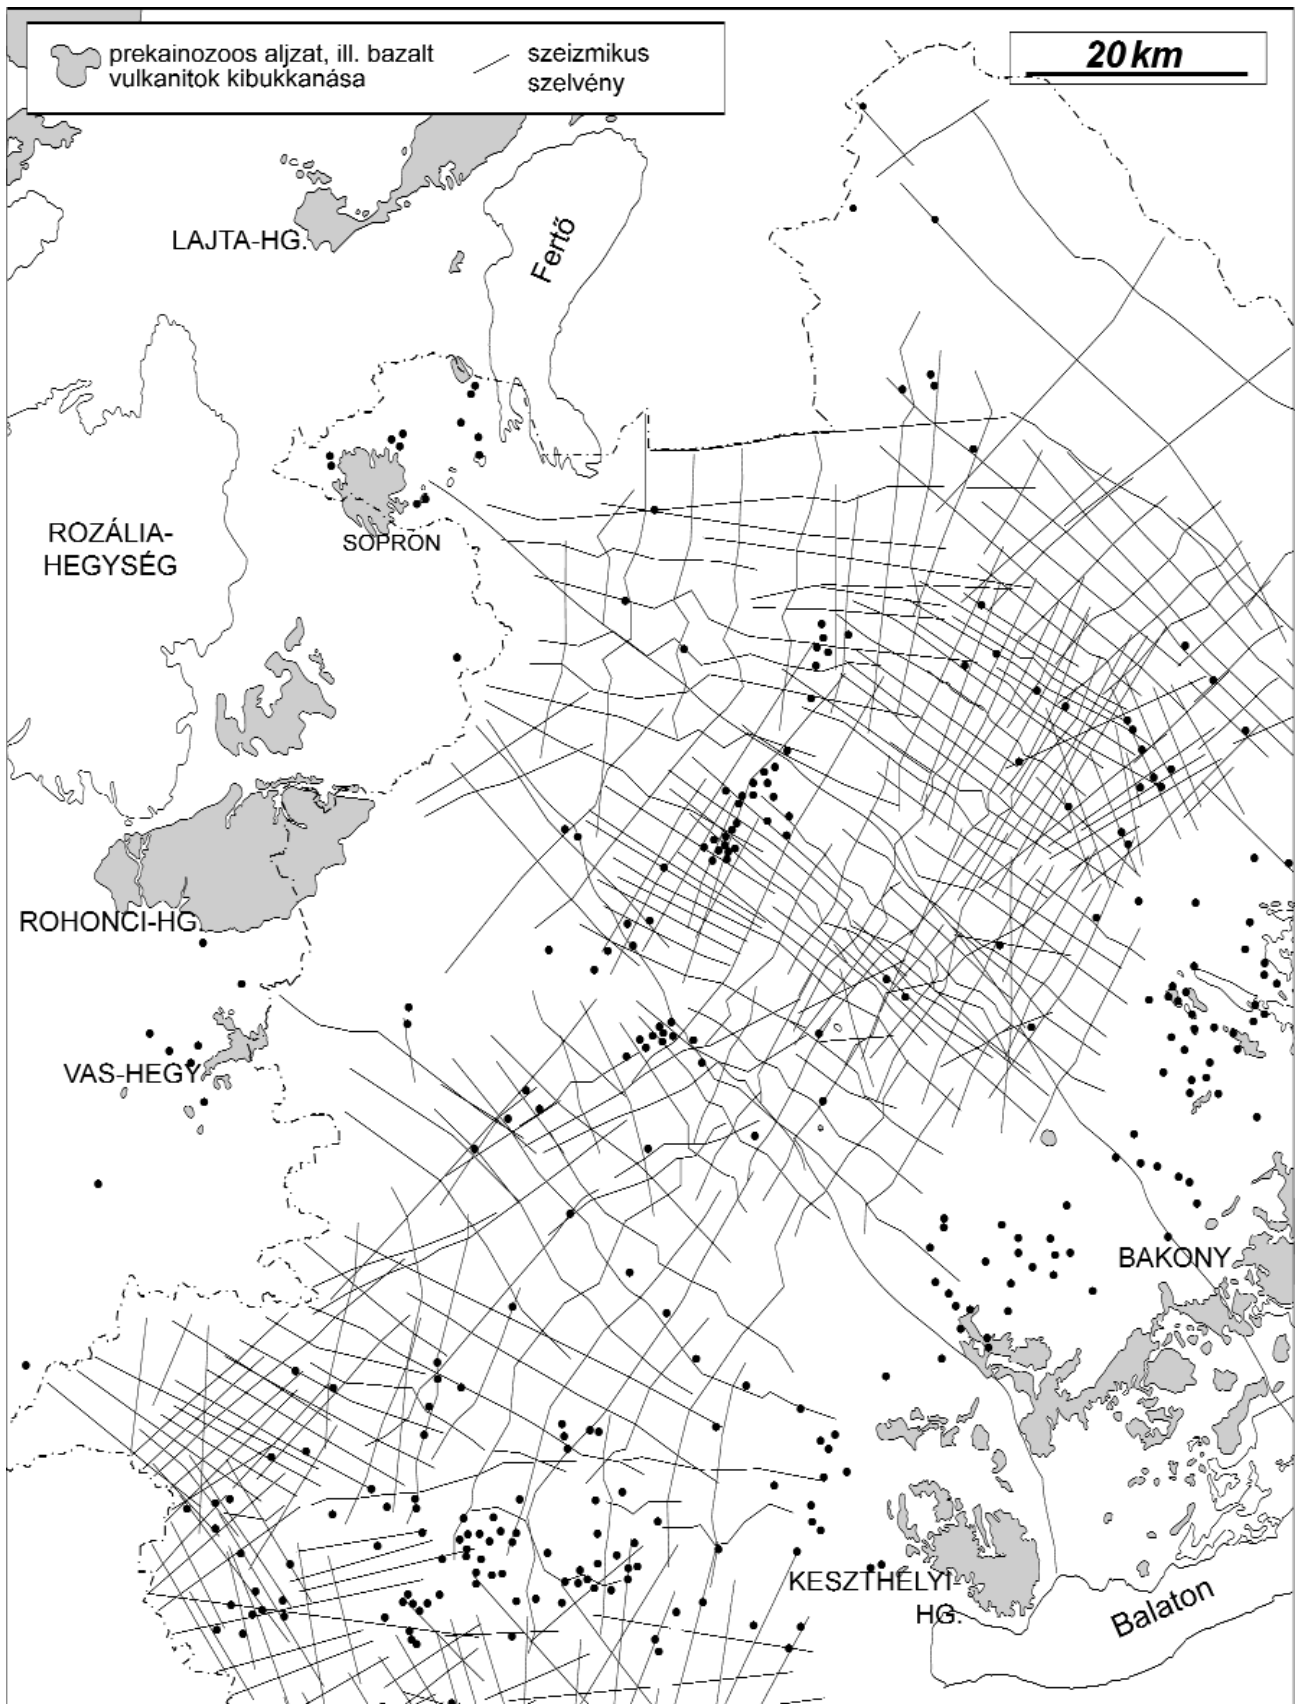 prekainozoos aljzat, ill. bazalt
vulkanitok kibukkanása
szeizmikus
szelvény
20 km
LAJTA-HG.
Fertő
ROZÁLIA-
HEGYSÉG
SOPRON
ROHONCI-HG.
VAS-HEGY
BAKONY
KESZTHELYI
HG.
Balaton